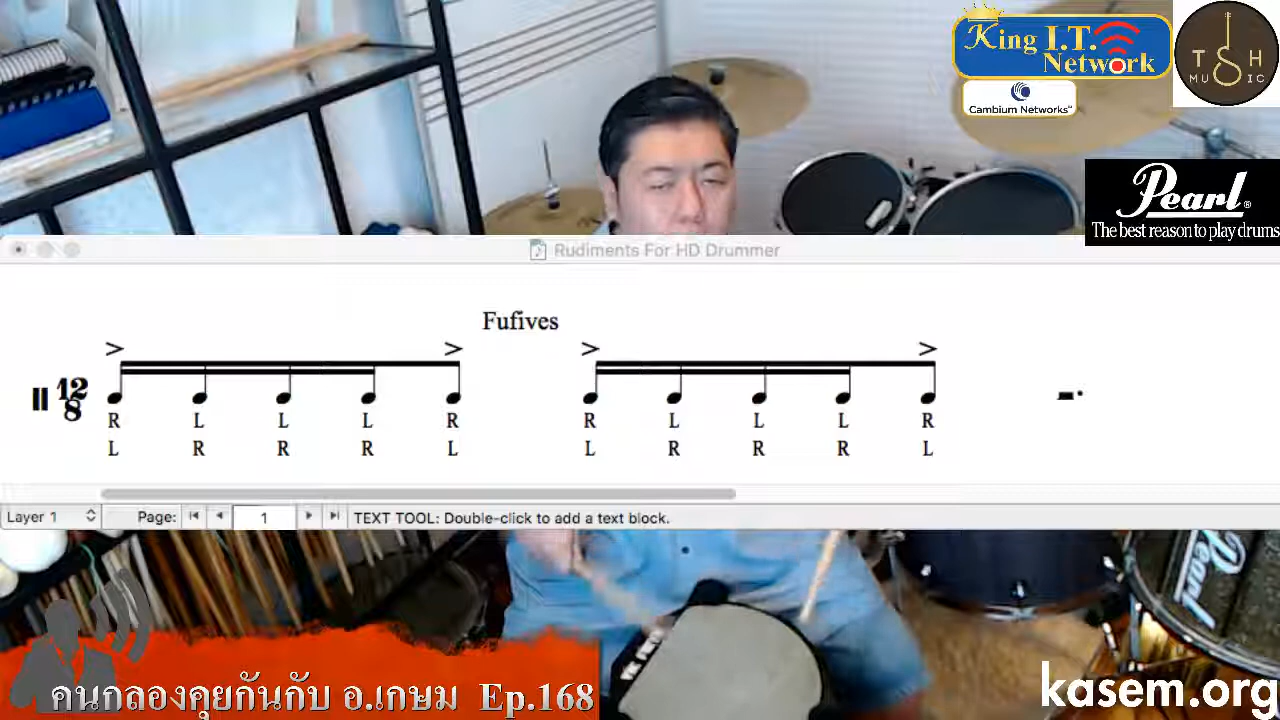 King I.T.
Network
Cambium Networks™
T S H
MUSIC
Pearl®
The best reason to play drums
Rudiments For HD Drummer
Fufives
> > > >
12
8
R L L L R R L L L R
L R R R L L R R R L
Layer 1
Page:
1
TEXT TOOL: Double-click to add a text block.
Pearl
คนกลองคุยกันกับ อ.เกษม Ep.168
kasem.org